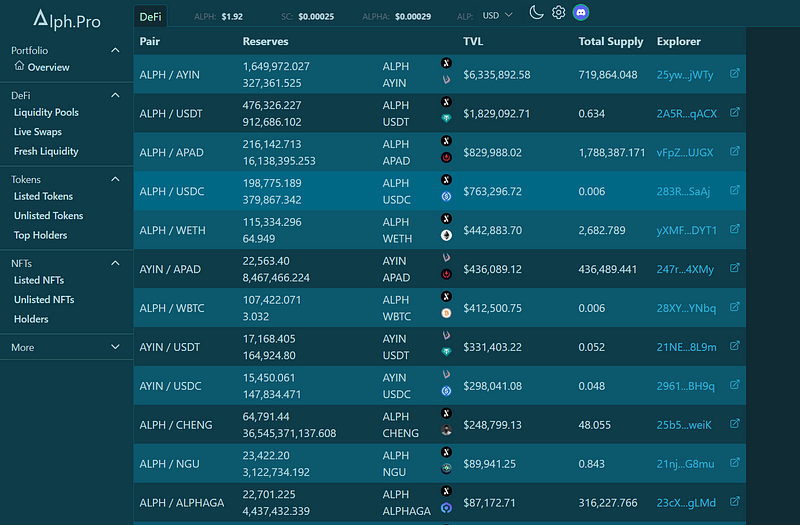 Alph.Pro
DeFi
ALPH: $1.92 SC: $0.00025 ALPHA: $0.00029 ALP: USD
Portfolio
Overview
DeFi
Liquidity Pools
Live Swaps
Fresh Liquidity
Tokens
Listed Tokens
Unlisted Tokens
Top Holders
NFTs
Listed NFTs
Unlisted NFTs
Holders
More
Pair Reserves TVL Total Supply Explorer
ALPH / AYIN 1,649,972.027 ALPH $6,335,892.58 719,864.048 25yw...jWTy
327,361.525 AYIN
ALPH / USDT 476,326.227 ALPH $1,829,092.71 0.634 2A5R...qACX
912,686.102 USDT
ALPH / APAD 216,142.713 ALPH $829,988.02 1,788,387.171 vFpZ...UJGX
16,138,395.253 APAD
ALPH / USDC 198,775.189 ALPH $763,296.72 0.006 283R...SaAj
379,867.342 USDC
ALPH / WETH 115,334.296 ALPH $442,883.70 2,682.789 yXMF...DYT1
64.949 WETH
AYIN / APAD 22,563.40 AYIN $436,089.12 436,489.441 247r...4XMy
8,467,466.224 APAD
ALPH / WBTC 107,422.071 ALPH $412,500.75 0.006 28XY...YNbq
3.032 WBTC
AYIN / USDT 17,168.405 AYIN $331,403.22 0.052 21NE...8L9m
164,924.80 USDT
AYIN / USDC 15,450.061 AYIN $298,041.08 0.048 2961...BH9q
147,834.471 USDC
ALPH / CHENG 64,791.44 ALPH $248,799.13 48.055 25b5...weiK
36,545,371,137.608 CHENG
ALPH / NGU 23,422.20 ALPH $89,941.25 0.843 21nj...G8mu
3,122,734.192 NGU
ALPH / ALPHAGA 22,701.225 ALPH $87,172.71 316,227.766 23cX...gLMd
4,437,432.339 ALPHAGA